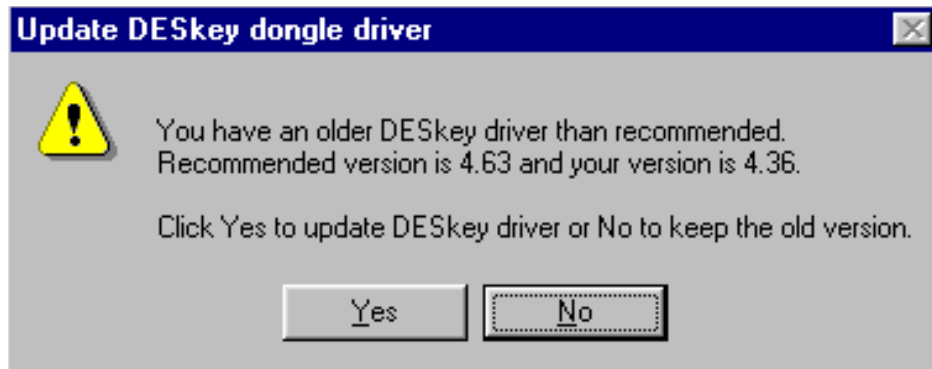 Update DESkey dongle driver
You have an older DESkey driver than recommended.
Recommended version is 4.63 and your version is 4.36.
Click Yes to update DESkey driver or No to keep the old version.
Yes
No